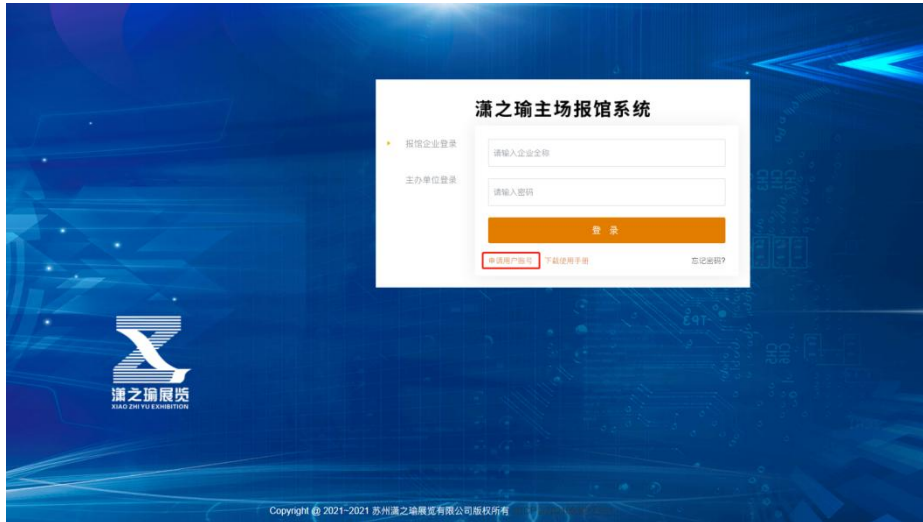 潇之瑜主场报馆系统
报馆企业登录
请输入企业全称
主办单位登录
请输入密码
登 录
申请用户账号 下载使用手册 忘记密码?
潇之瑜展览
XIAO ZHI YU EXHIBITION
Copyright @ 2021-2021 苏州潇之瑜展览有限公司版权所有